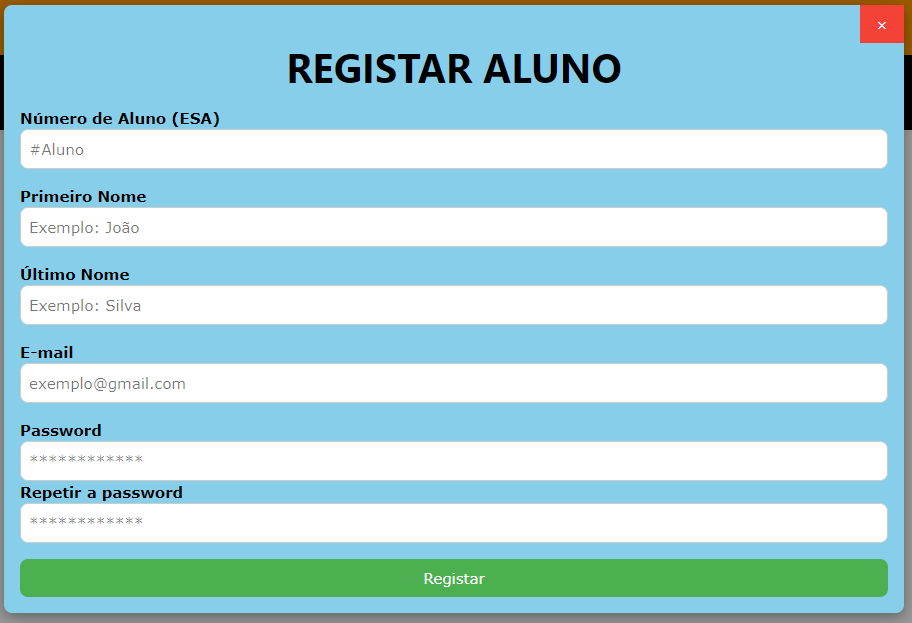 ×
REGISTAR ALUNO
Número de Aluno (ESA)
#Aluno
Primeiro Nome
Exemplo: João
Último Nome
Exemplo: Silva
E-mail
exemplo@gmail.com
Password
************
Repetir a password
************
Registar